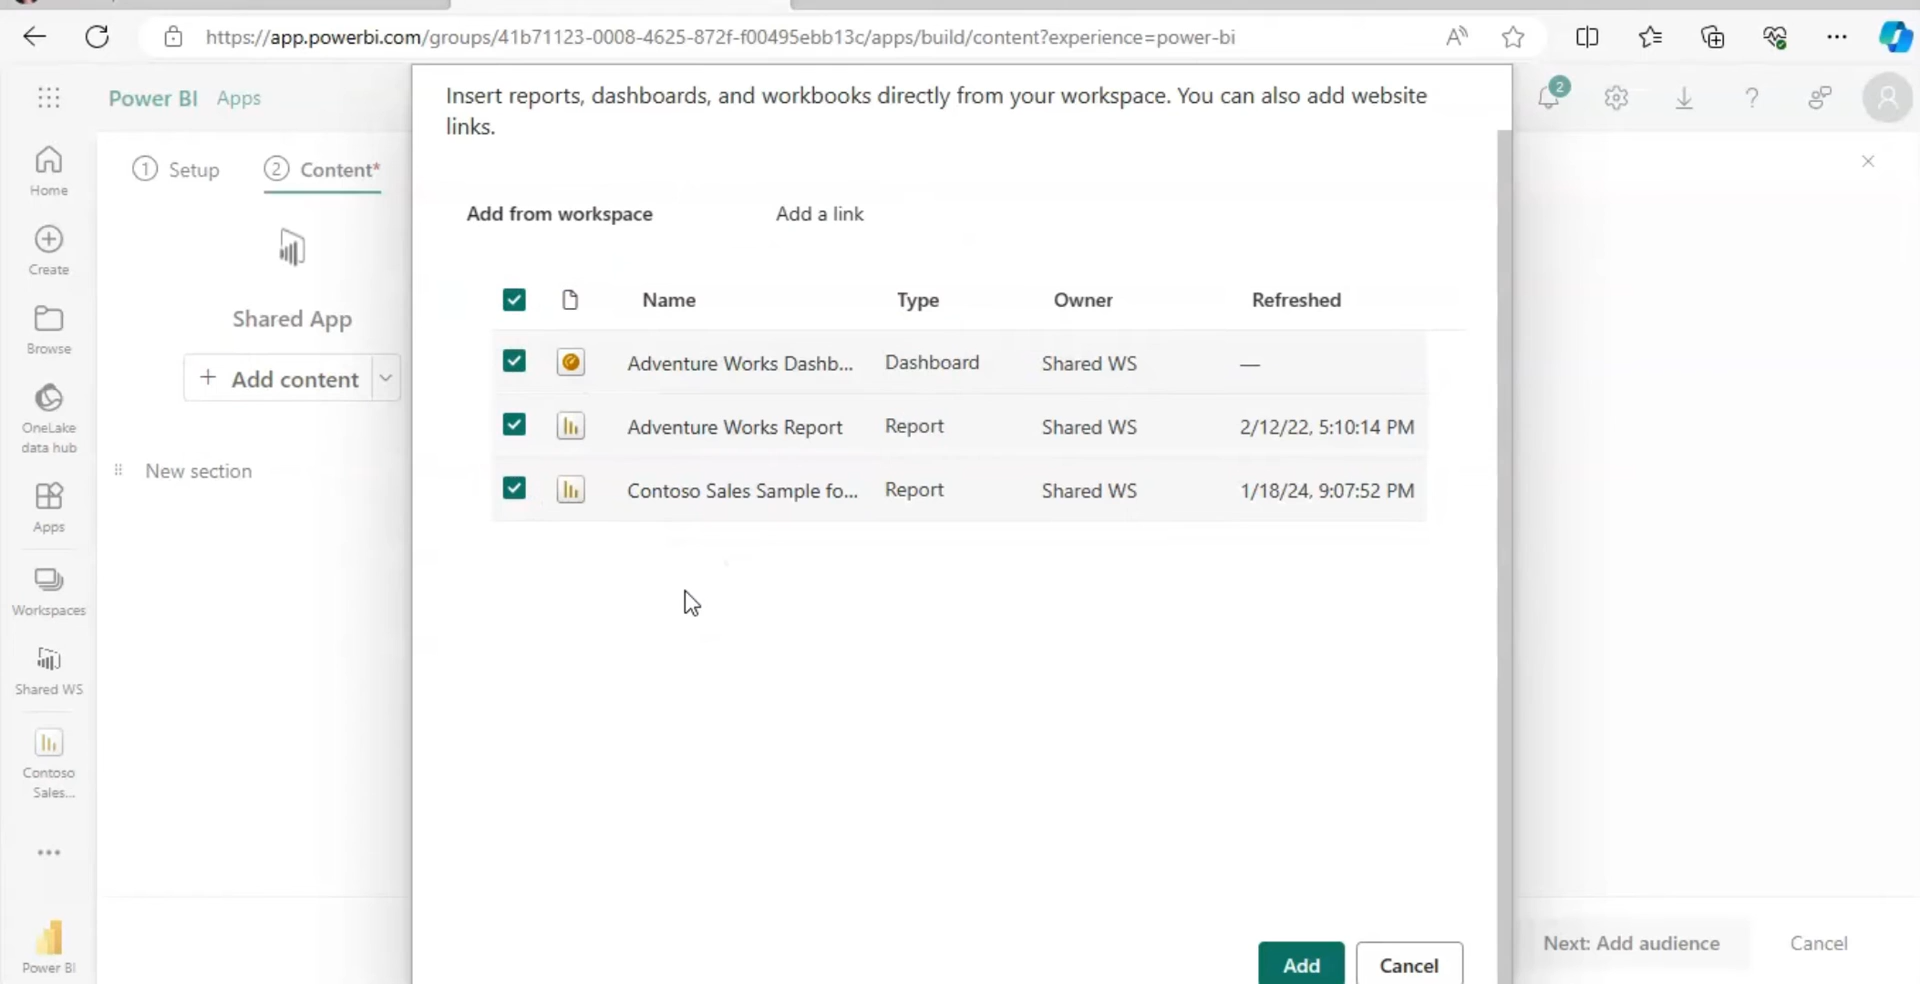 https://app.powerbi.com/groups/41b71123-0008-4625-872f-f00495ebb13c/apps/build/content?experience=power-bi
Power BI Apps
2
Home
Create
Browse
OneLake
data hub
Apps
Workspaces
Shared WS
Contoso
Sales...
Power BI
1 Setup
2 Content*
Shared App
+ Add content
New section
Insert reports, dashboards, and workbooks directly from your workspace. You can also add website
links.
Add from workspace
Add a link
Name Type Owner Refreshed
Adventure Works Dashb... Dashboard Shared WS —
Adventure Works Report Report Shared WS 2/12/22, 5:10:14 PM
Contoso Sales Sample fo... Report Shared WS 1/18/24, 9:07:52 PM
Add
Cancel
Next: Add audience
Cancel